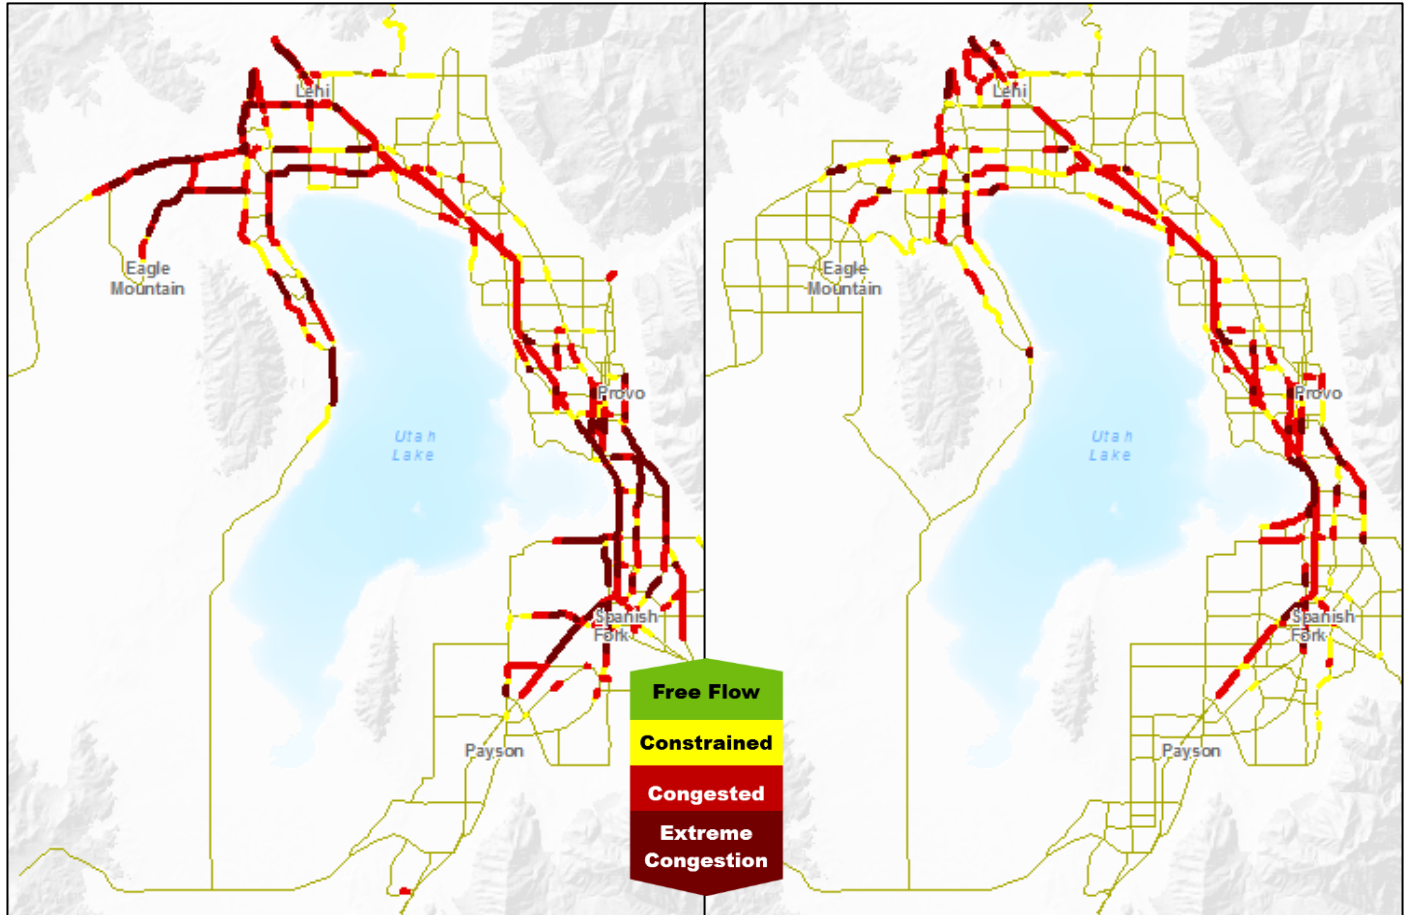 Lehi
Eagle
Mountain
Provo
Utah
Lake
Spanish
Fork
Payson
Lehi
Eagle
Mountain
Provo
Utah
Lake
Spanish
Fork
Payson
Free Flow
Constrained
Congested
Extreme
Congestion